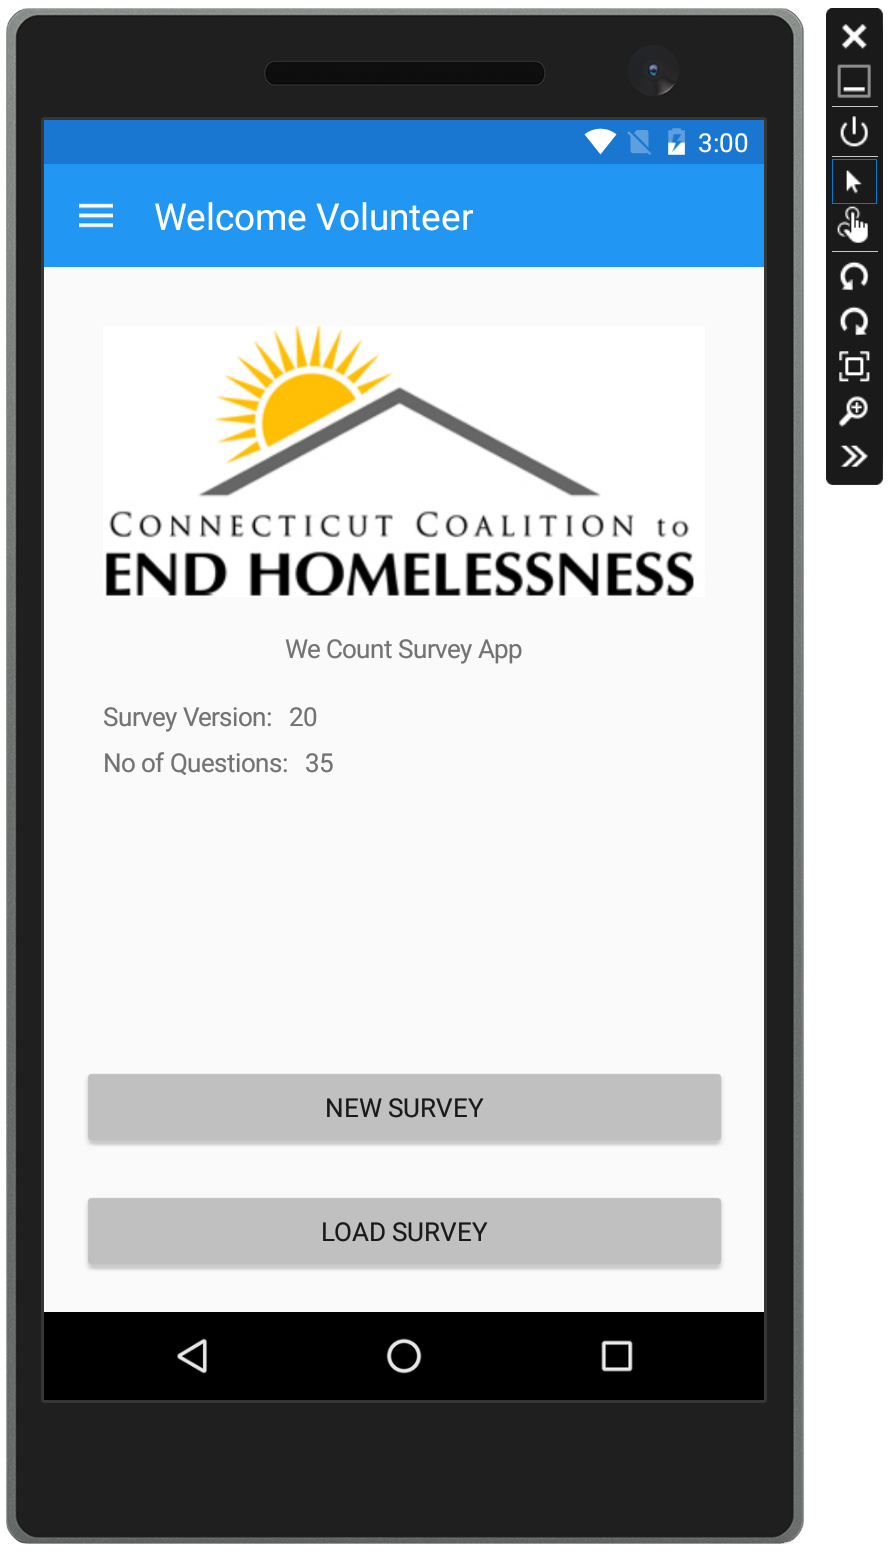 3:00
Welcome Volunteer
CONNECTICUT COALITION to
END HOMELESSNESS
We Count Survey App
Survey Version: 20
No of Questions: 35
NEW SURVEY
LOAD SURVEY